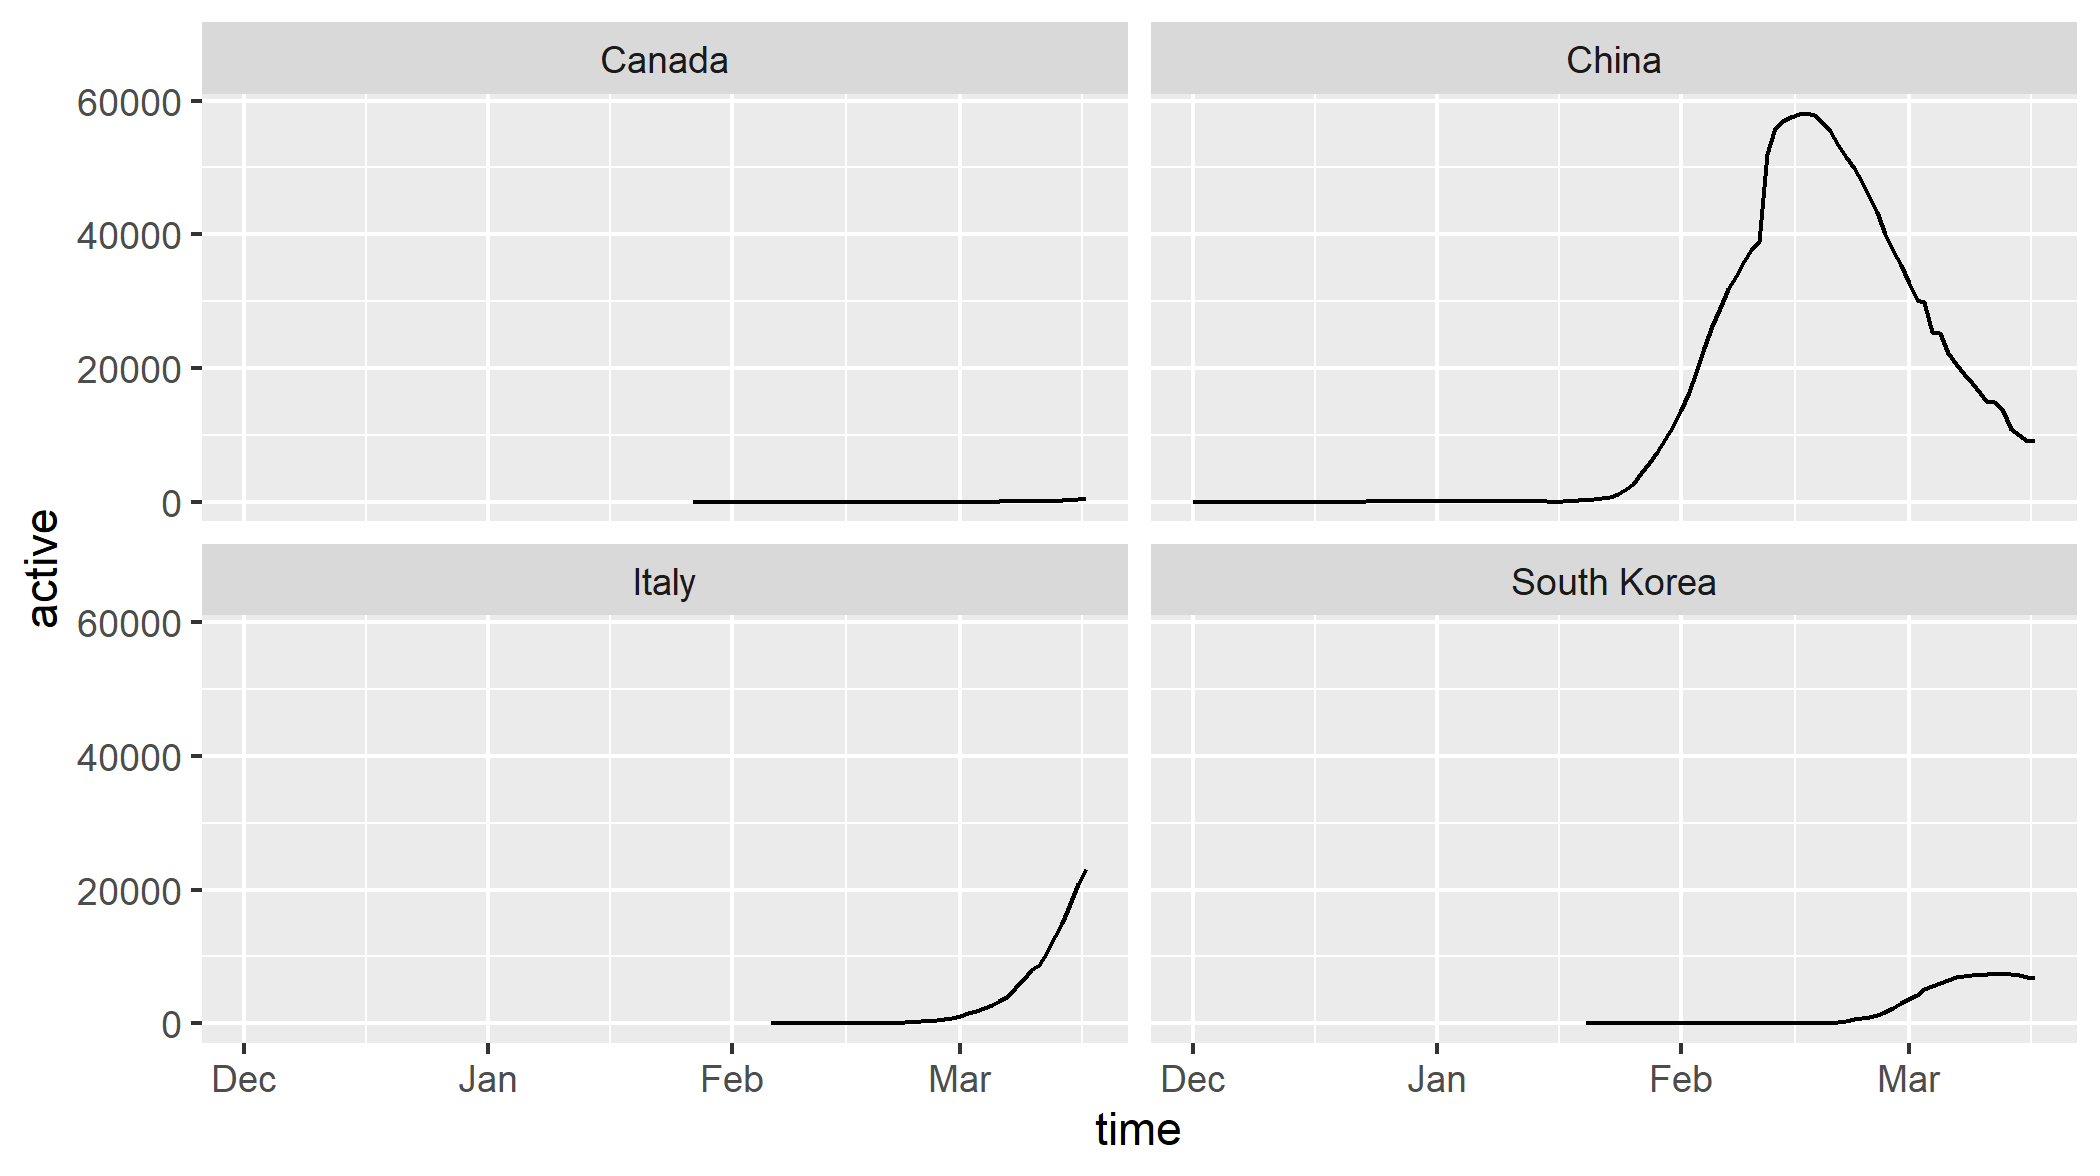 Canada
China
60000
40000
20000
0
active
Italy
South Korea
60000
40000
20000
0
Dec Jan Feb Mar
Dec Jan Feb Mar
time